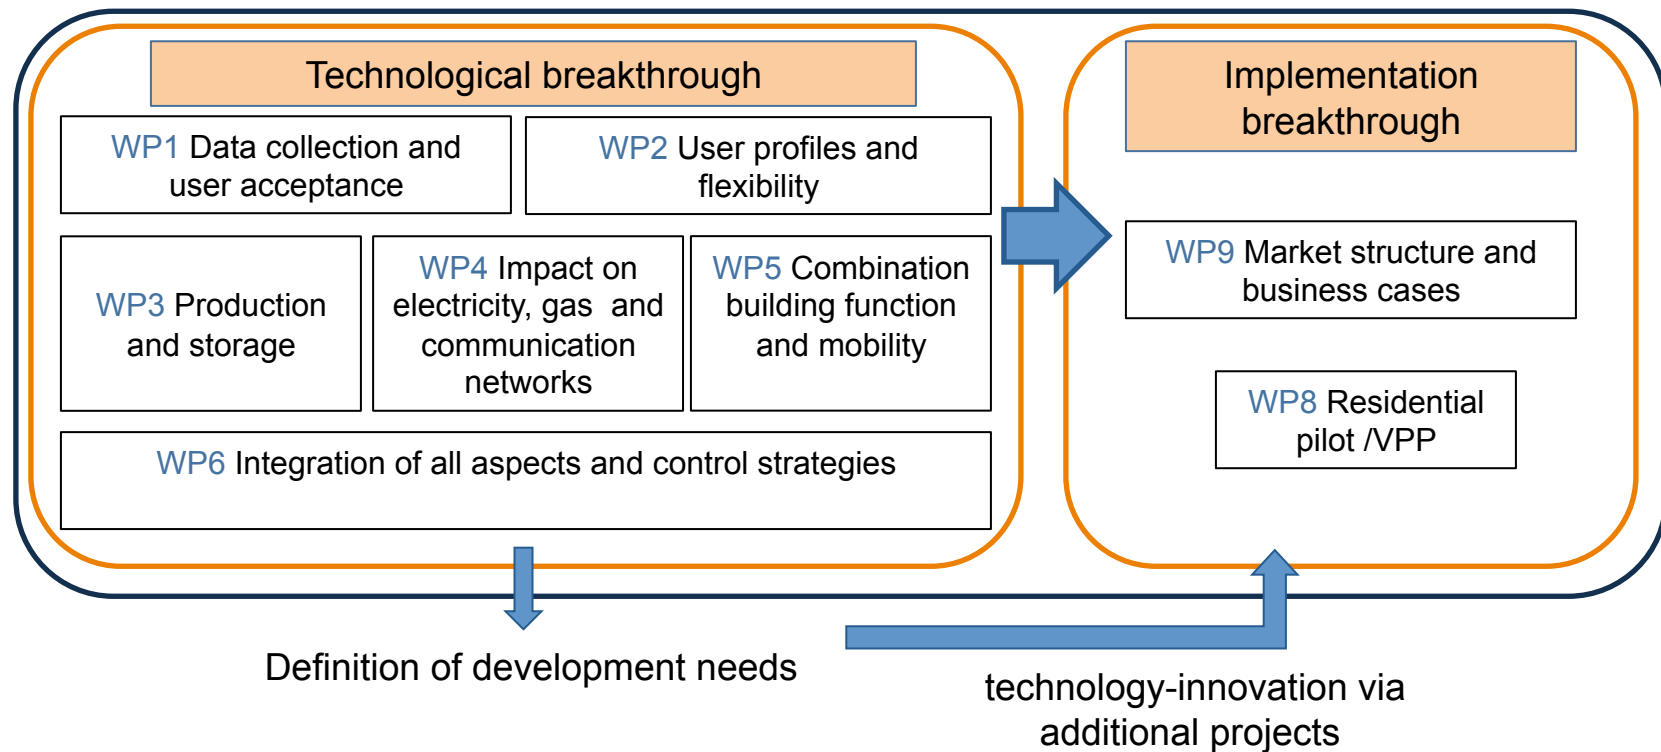 Technological breakthrough
WP1 Data collection and
user acceptance
WP2 User profiles and
flexibility
WP3 Production
and storage
WP4 Impact on
electricity, gas  and
communication
networks
WP5 Combination
building function
and mobility
WP6 Integration of all aspects and control strategies
Implementation
breakthrough
WP9 Market structure and
business cases
WP8 Residential
pilot /VPP
Definition of development needs
technology-innovation via
additional projects